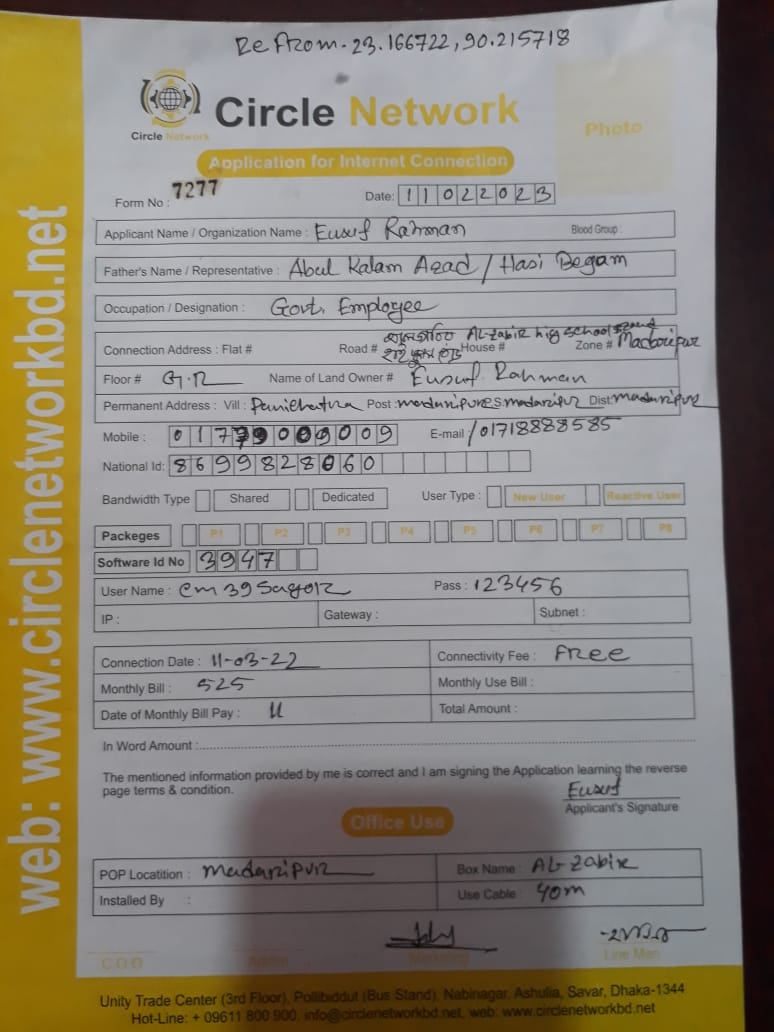 Re from - 23.166722, 90.215718
Circle Network
Circle Network
Photo
Application for Internet Connection
Form No : 7277
Date: 11022023
Applicant Name / Organization Name : Eusuf Rahman Blood Group :
Father's Name / Representative : Abul Kalam Azad / Hasi Begam
Occupation / Designation : Govt. Employee
Connection Address : Flat # Road # AL-Zabir hig school House # Zone # Madaripur
Floor # G.R Name of Land Owner # Eusuf Rahman
Permanent Address : Vill : Panichatra Post: madaripur P.S: madaripur Dist: madaripur
Mobile : 01779009009 E-mail / 01718888585
National Id: 8699828060
Bandwidth Type Shared Dedicated User Type : New User Reactive User
Packeges P1 P2 P3 P4 P5 P6 P7 P8
Software Id No 3947
User Name : cm39sagor Pass : 123456
IP : Gateway : Subnet :
Connection Date : 11-03-22 Connectivity Fee : Free
Monthly Bill : 525 Monthly Use Bill :
Date of Monthly Bill Pay : 11 Total Amount :
In Word Amount :
The mentioned information provided by me is correct and I am signing the Application learning the reverse
page terms & condition.
Eusuf
Applicant's Signature
Office Use
POP Locatition : Madaripur Box Name : AL-Zabir
Installed By : Use Cable : 40m
C.O.O Admin Marketing Line Man
Unity Trade Center (3rd Floor), Pollibiddut (Bus Stand), Nabinagar, Ashulia, Savar, Dhaka-1344
Hot-Line: + 09611 800 900, info@circlenetworkbd.net, web: www.circlenetworkbd.net
web: www.circlenetworkbd.net